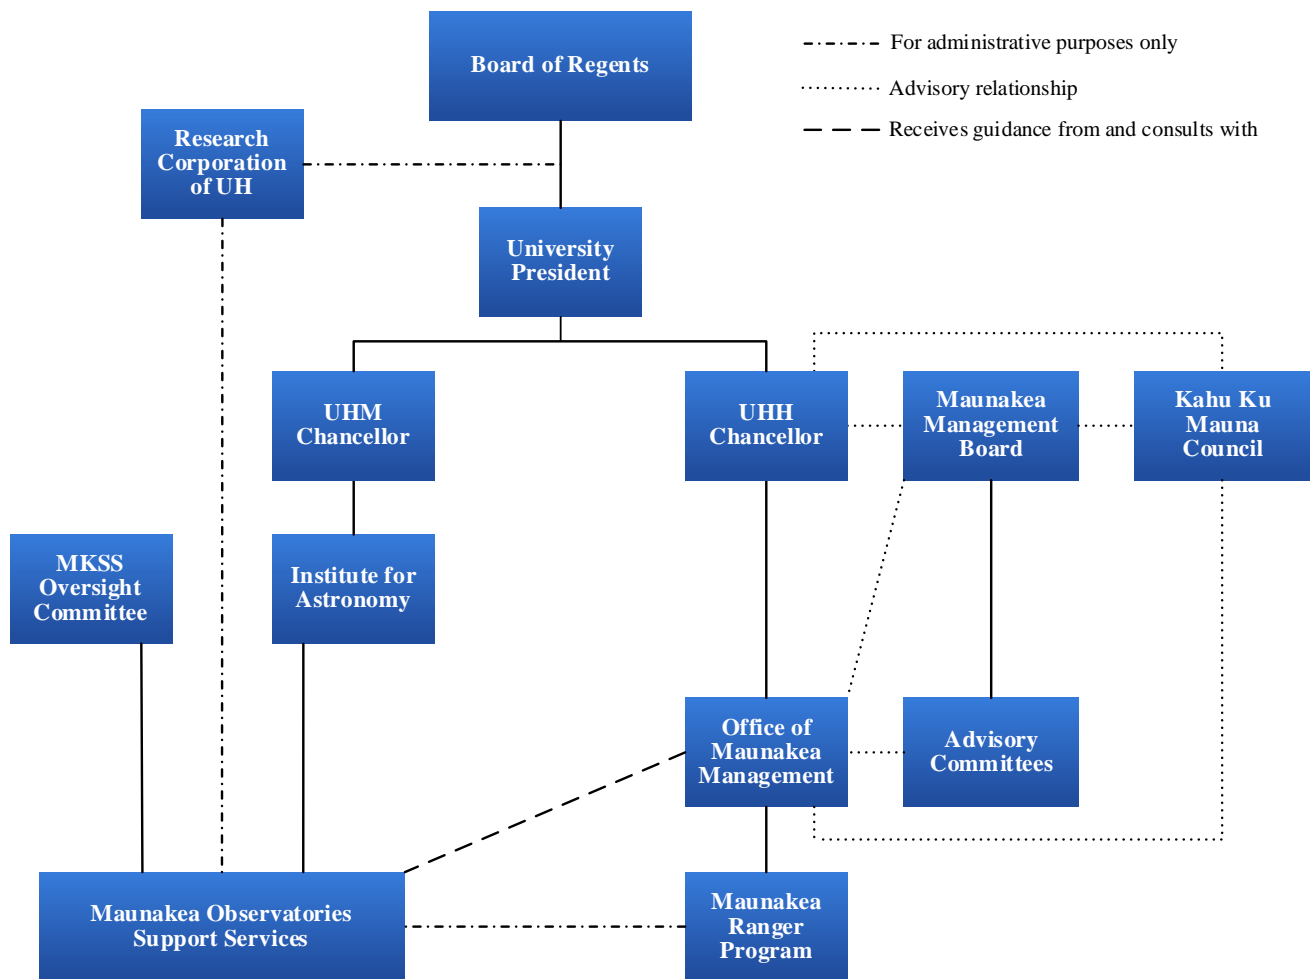 Board of Regents
For administrative purposes only
Advisory relationship
Receives guidance from and consults with
Research
Corporation
of UH
University
President
UHM
Chancellor
UHH
Chancellor
Maunakea
Management
Board
Kahu Ku
Mauna
Council
MKSS
Oversight
Committee
Institute for
Astronomy
Office of
Maunakea
Management
Advisory
Committees
Maunakea Observatories
Support Services
Maunakea
Ranger
Program